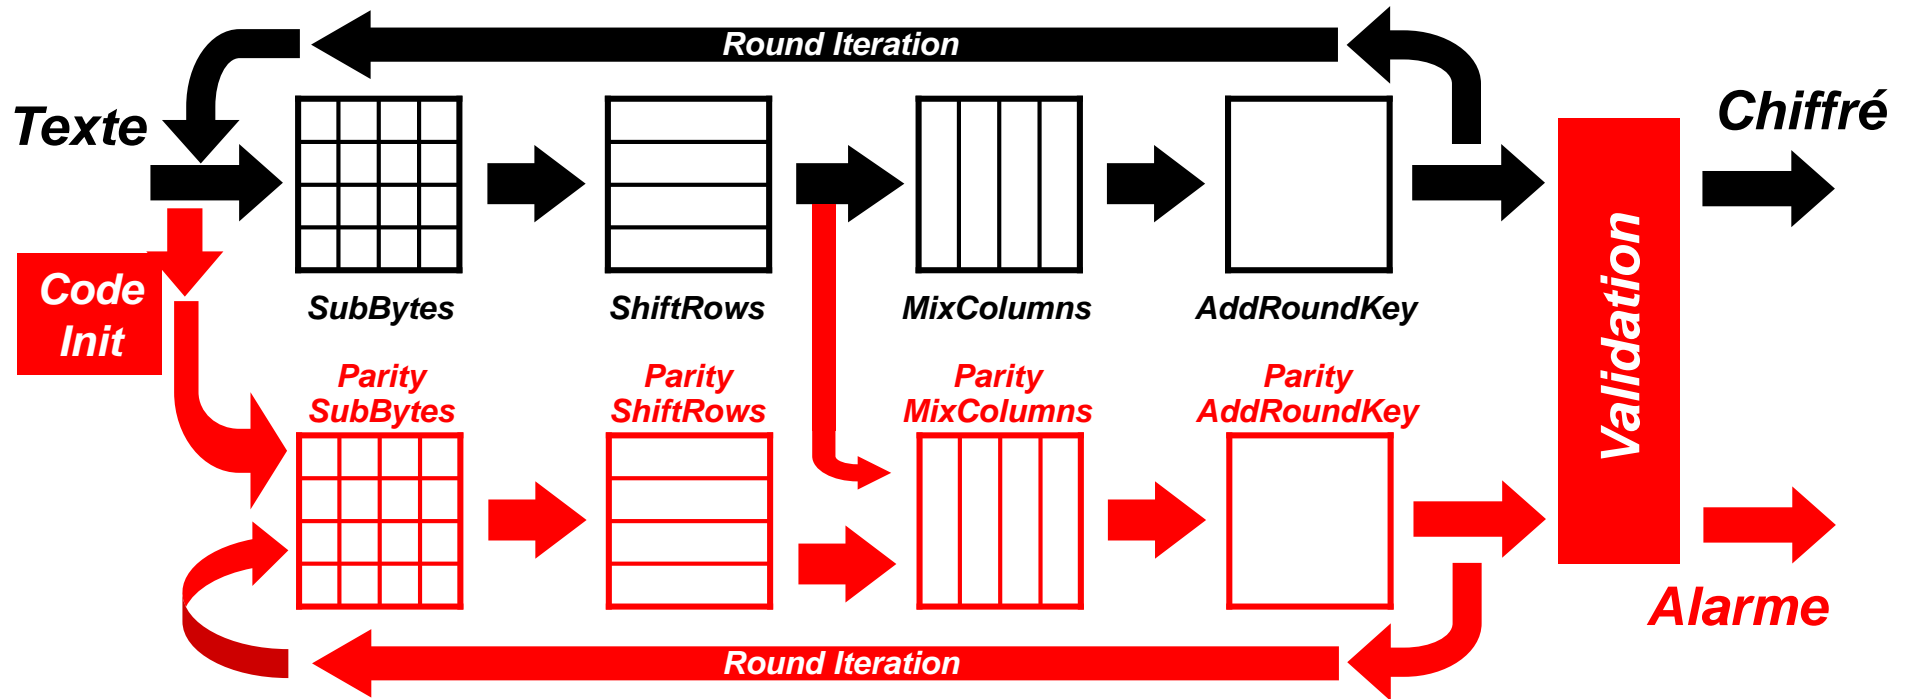 Round Iteration
Texte
Chiffré
Code
Init
SubBytes
ShiftRows
MixColumns
AddRoundKey
Validation
Parity
SubBytes
Parity
ShiftRows
Parity
MixColumns
Parity
AddRoundKey
Alarme
Round Iteration